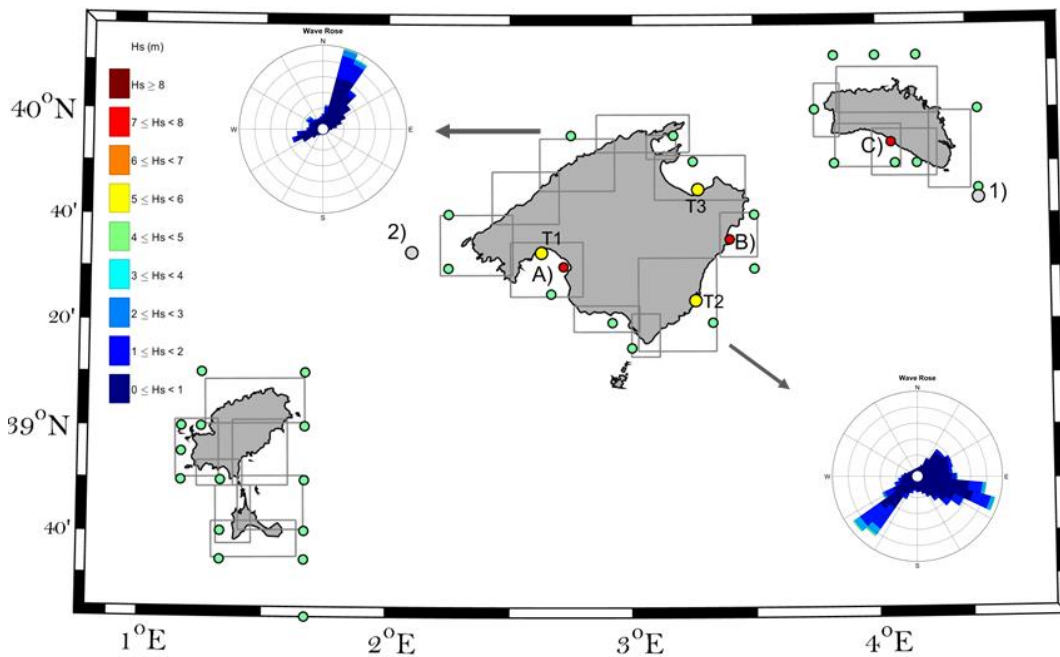 Hs (m)
Hs ≥ 8
7 ≤ Hs < 8
6 ≤ Hs < 7
5 ≤ Hs < 6
4 ≤ Hs < 5
3 ≤ Hs < 4
2 ≤ Hs < 3
1 ≤ Hs < 2
0 ≤ Hs < 1
Wave Rose
N
W
E
S
40°N
40'
20'
39°N
40'
1°E
2°E
3°E
4°E
2)
T1
A)
T3
B)
T2
C)
1)
Wave Rose
N
W
E
S